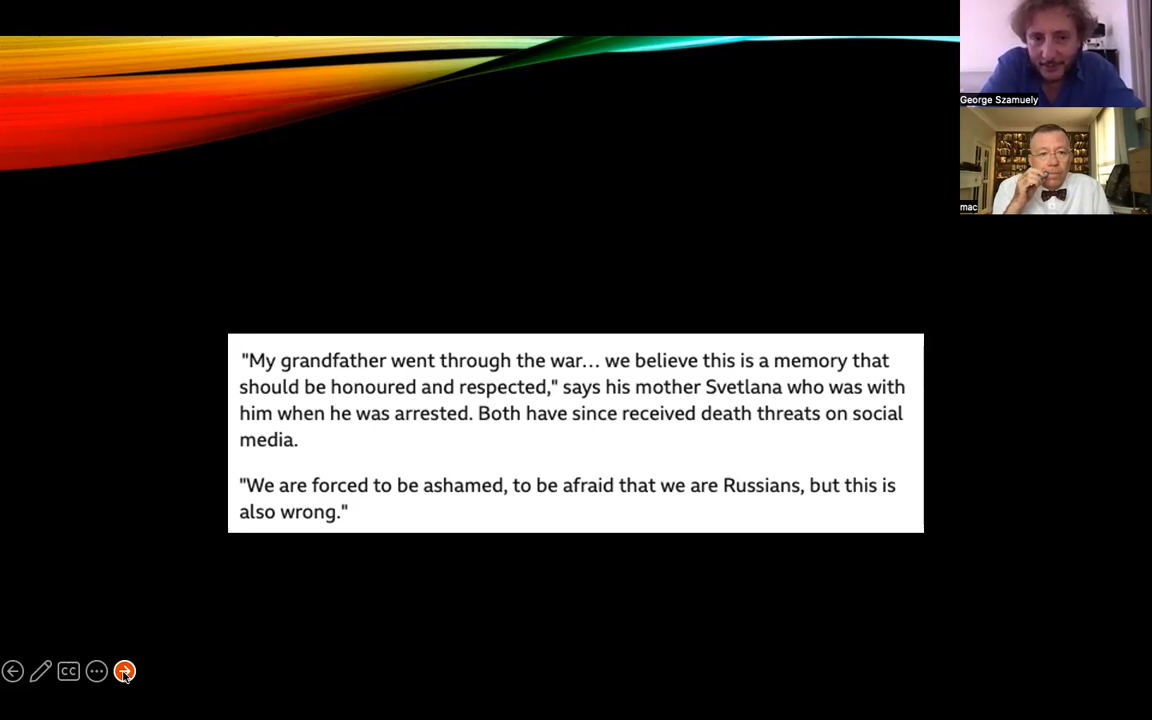 George Szamuely
mac
"My grandfather went through the war... we believe this is a memory that
should be honoured and respected," says his mother Svetlana who was with
him when he was arrested. Both have since received death threats on social
media.
"We are forced to be ashamed, to be afraid that we are Russians, but this is
also wrong."
CC